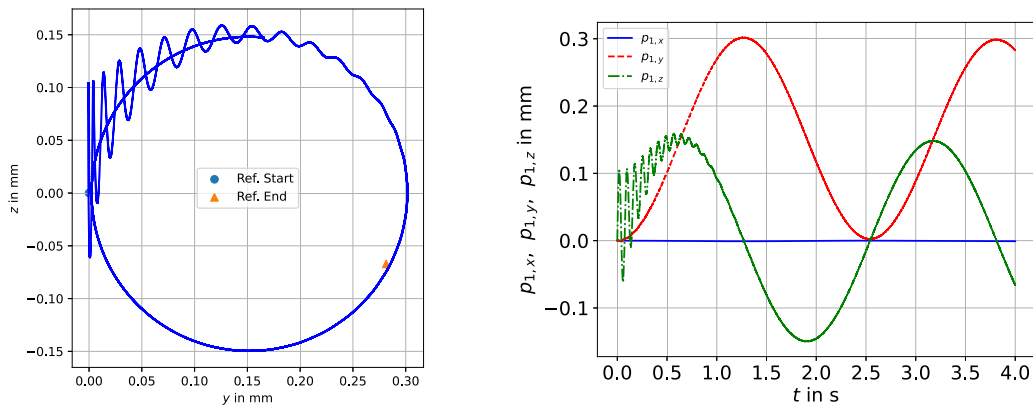 0.15
0.10
0.05
0.00
−0.05
−0.10
−0.15
z in mm
Ref. Start
Ref. End
0.00 0.05 0.10 0.15 0.20 0.25 0.30
y in mm
0.3
0.2
0.1
0.0
−0.1
p1,x, p1,y, p1,z in mm
p1,x
p1,y
p1,z
0.0 0.5 1.0 1.5 2.0 2.5 3.0 3.5 4.0
t in s